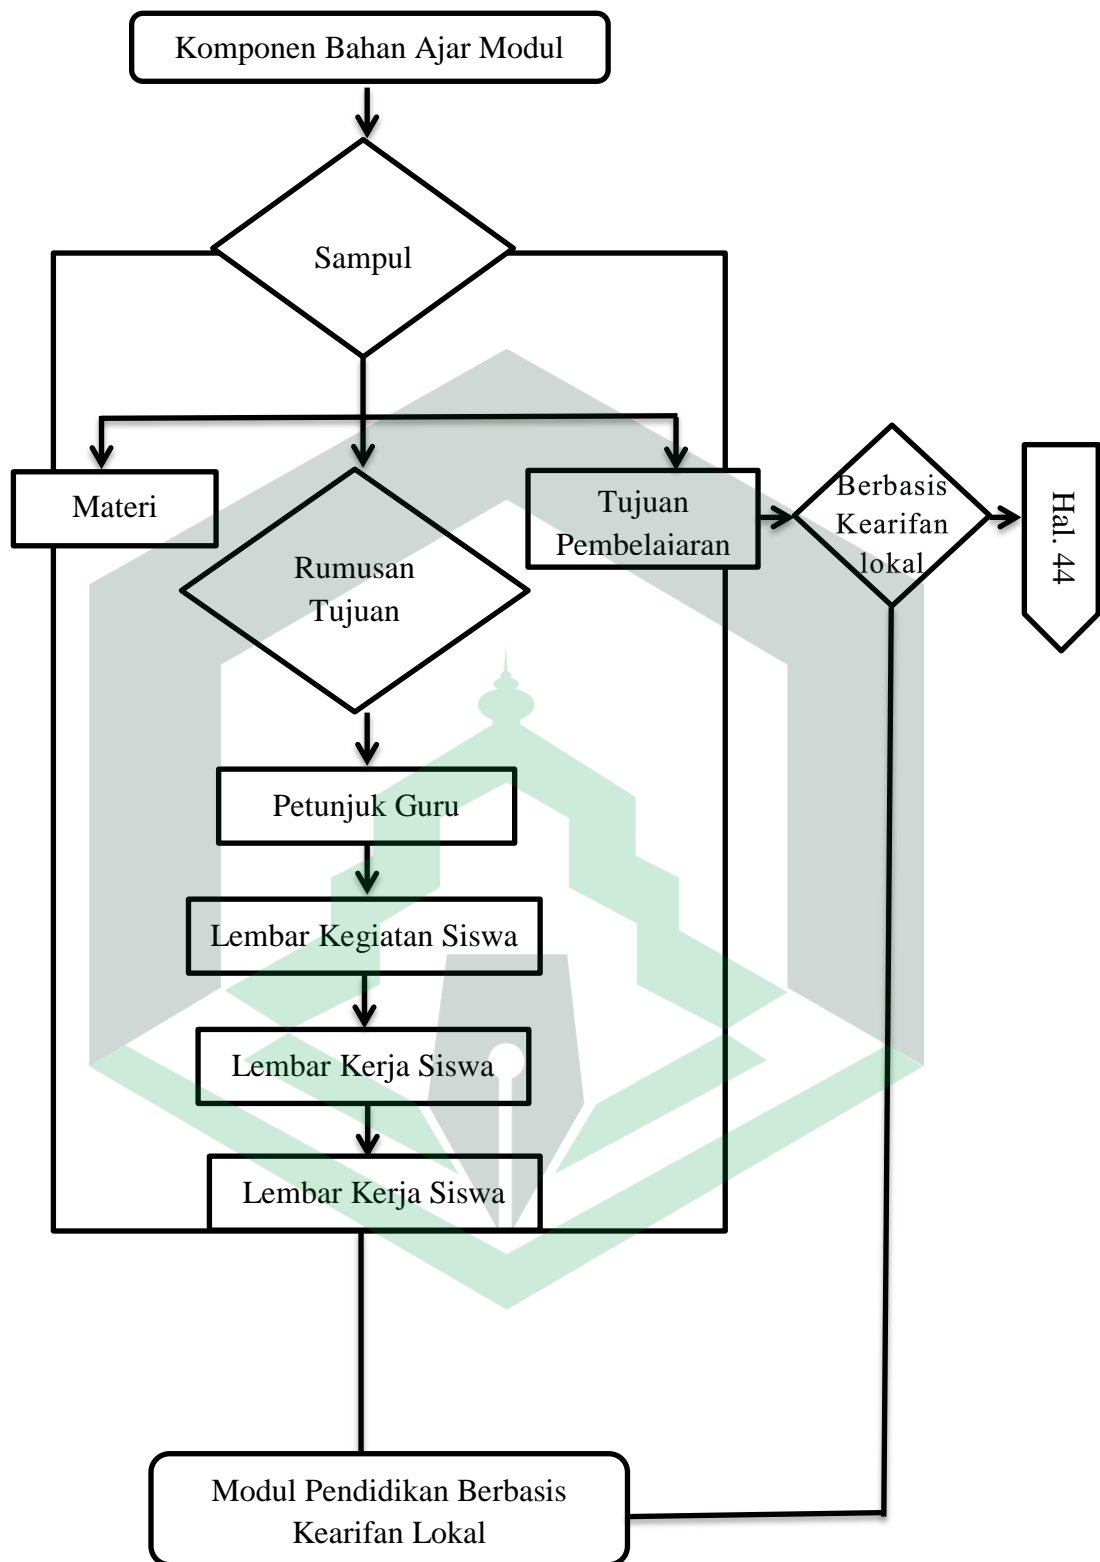 Komponen Bahan Ajar Modul
Sampul
Materi
Rumusan
Tujuan
Tujuan
Pembelajaran
Berbasis
Kearifan
lokal
Hal. 44
Petunjuk Guru
Lembar Kegiatan Siswa
Lembar Kerja Siswa
Lembar Kerja Siswa
Modul Pendidikan Berbasis
Kearifan Lokal